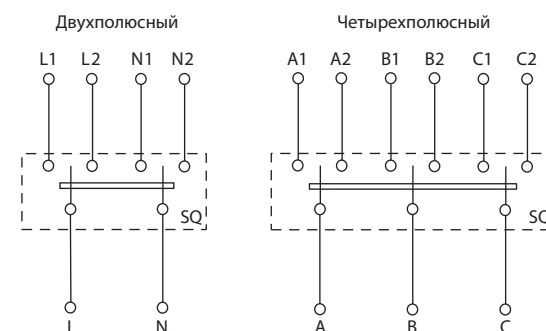 Двухполюсный
Четырехполюсный
L1 L2 N1 N2
A1 A2 B1 B2 C1 C2
SQ
SQ
L N
A B C